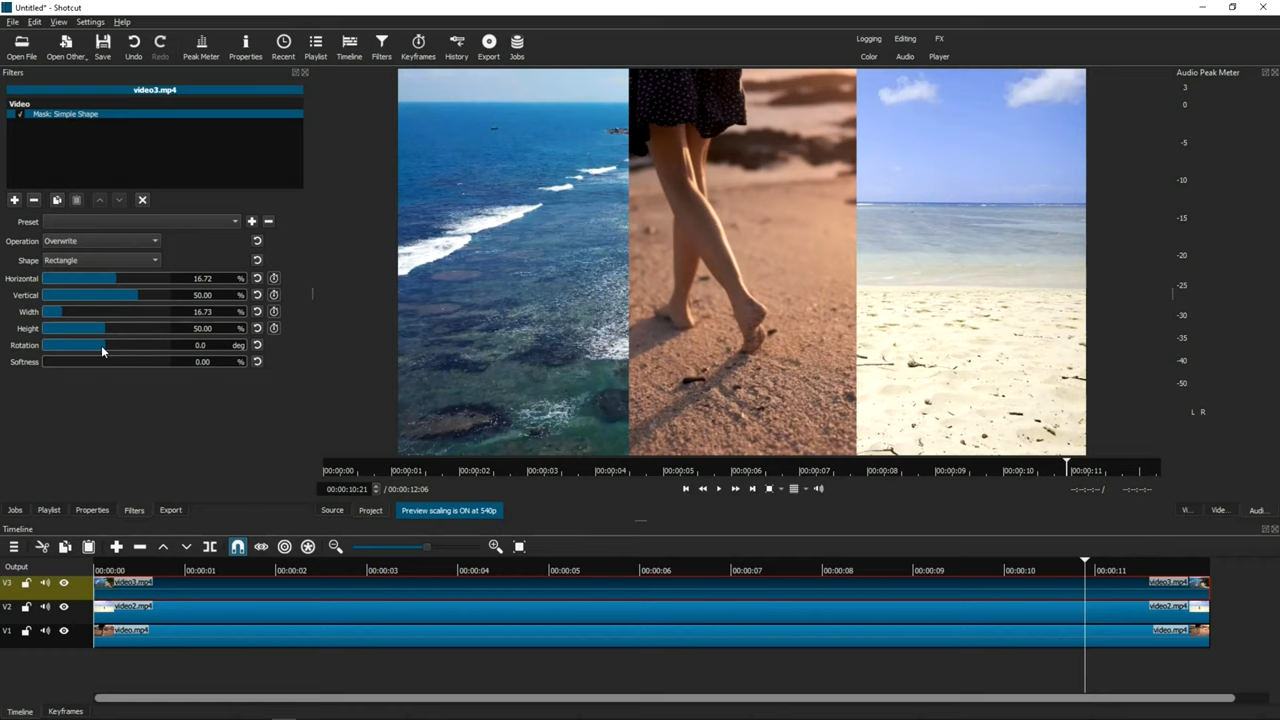 Untitled* - Shotcut
File Edit View Settings Help
Open File Open Other... Save Undo Redo Peak Meter Properties Recent Playlist Timeline Filters Keyframes History Export Jobs
Logging Editing FX
Color Audio Player
Filters
Audio Peak Meter
video3.mp4
Video
Mask: Simple Shape
Preset
Operation Overwrite
Shape Rectangle
Horizontal 16.72 %
Vertical 50.00 %
Width 16.73 %
Height 50.00 %
Rotation 0.0 deg
Softness 0.00 %
3
0
-5
-10
-15
-20
-25
-30
-35
-40
-50
L R
00:00:00 00:00:01 00:00:02 00:00:03 00:00:04 00:00:05 00:00:06 00:00:07 00:00:08 00:00:09 00:00:10 00:00:11
00:00:10:21 / 00:00:12:06
--:--:--:-- / --:--:--:--
Jobs Playlist Properties Filters Export
Source Project Preview scaling is ON at 540p
Vi... Vide... Audi...
Timeline
Output
00:00:00 00:00:01 00:00:02 00:00:03 00:00:04 00:00:05 00:00:06 00:00:07 00:00:08 00:00:09 00:00:10 00:00:11
V3 video3.mp4 video3.mp4
V2 video2.mp4 video2.mp4
V1 video.mp4 video.mp4
Timeline Keyframes